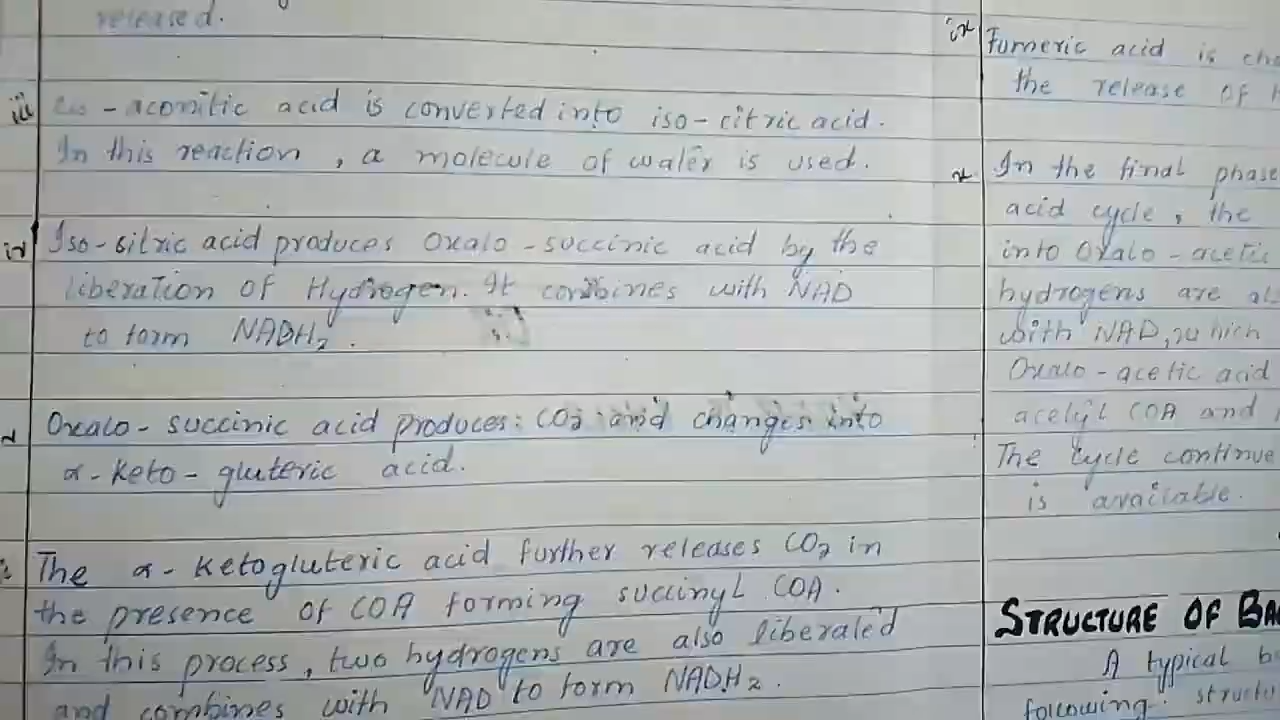 released.
iii Cis - aconitic acid is converted into iso - citric acid.
In this reaction , a molecule of water is used.
iv Iso - citric acid produces Oxalo - succinic acid by the
liberation of Hydrogen. It combines with NAD
to form NADH2 .
v Oxalo - succinic acid produces CO2 and changes into
α - keto - gluteric acid.
The α - ketogluteric acid further releases CO2 in
the presence of COA forming succinyl COA .
In this process , two hydrogens are also liberated
and combines with NAD to form NADH2 .
ix Fumeric acid is
the release of
x In the final phase
acid cycle , the
into Oxalo - acetic
hydrogens are
with NAD, which
Oxalo - acetic acid
acetyl COA and
The cycle continue
is available.
STRUCTURE OF BA
A typical b
following